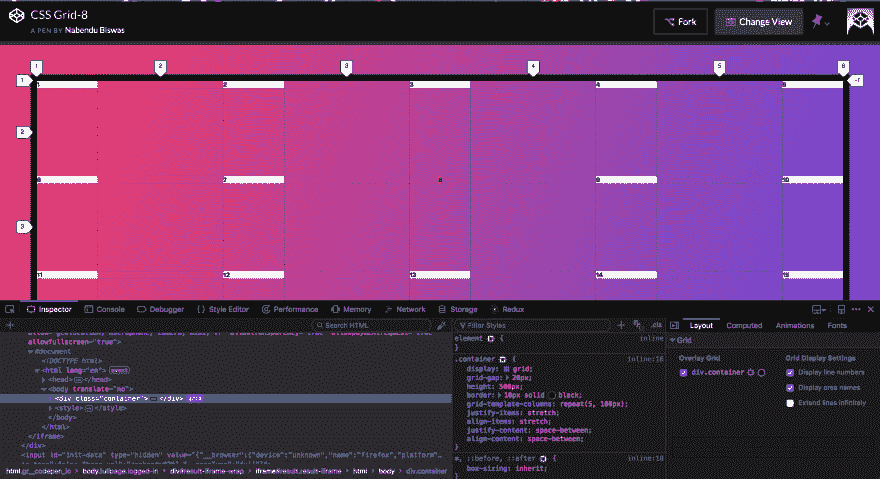 CSS Grid-8
A PEN BY Nabendu Biswas
Fork
Change View
1 2 3 4 5 6
1 -1
1 2 3 4 5
2
6 7 8 9 10
3
11 12 13 14 15
Inspector Console Debugger Style Editor Performance Memory Network Storage Redux
+ Search HTML
Filter Styles + .cls
Layout Computed Animations Fonts
allowfullscreen="true">
#document
<!DOCTYPE html>
<html lang="en"> event
<head> </head>
<body translate="no">
<div class="container"> </div> grid
<style> </style>
</body>
</html>
</iframe>
</div>
<input id="init-data" type="hidden" value="{"__browser":{"device":"unknown","name":"firefox","platform"
html.gr__codepen_io body.fullpage.logged-in div#result-iframe-wrap iframe#result.result-iframe html body div.container
element { inline
}
.container { inline:18
display: grid;
grid-gap: 20px;
height: 500px;
border: 10px solid black;
grid-template-columns: repeat(5, 100px);
justify-items: stretch;
align-items: stretch;
justify-content: space-between;
align-content: space-between;
}
*, ::before, ::after { inline:10
box-sizing: inherit;
Grid
Overlay Grid
div.container
Grid Display Settings
Display line numbers
Display area names
Extend lines infinitely